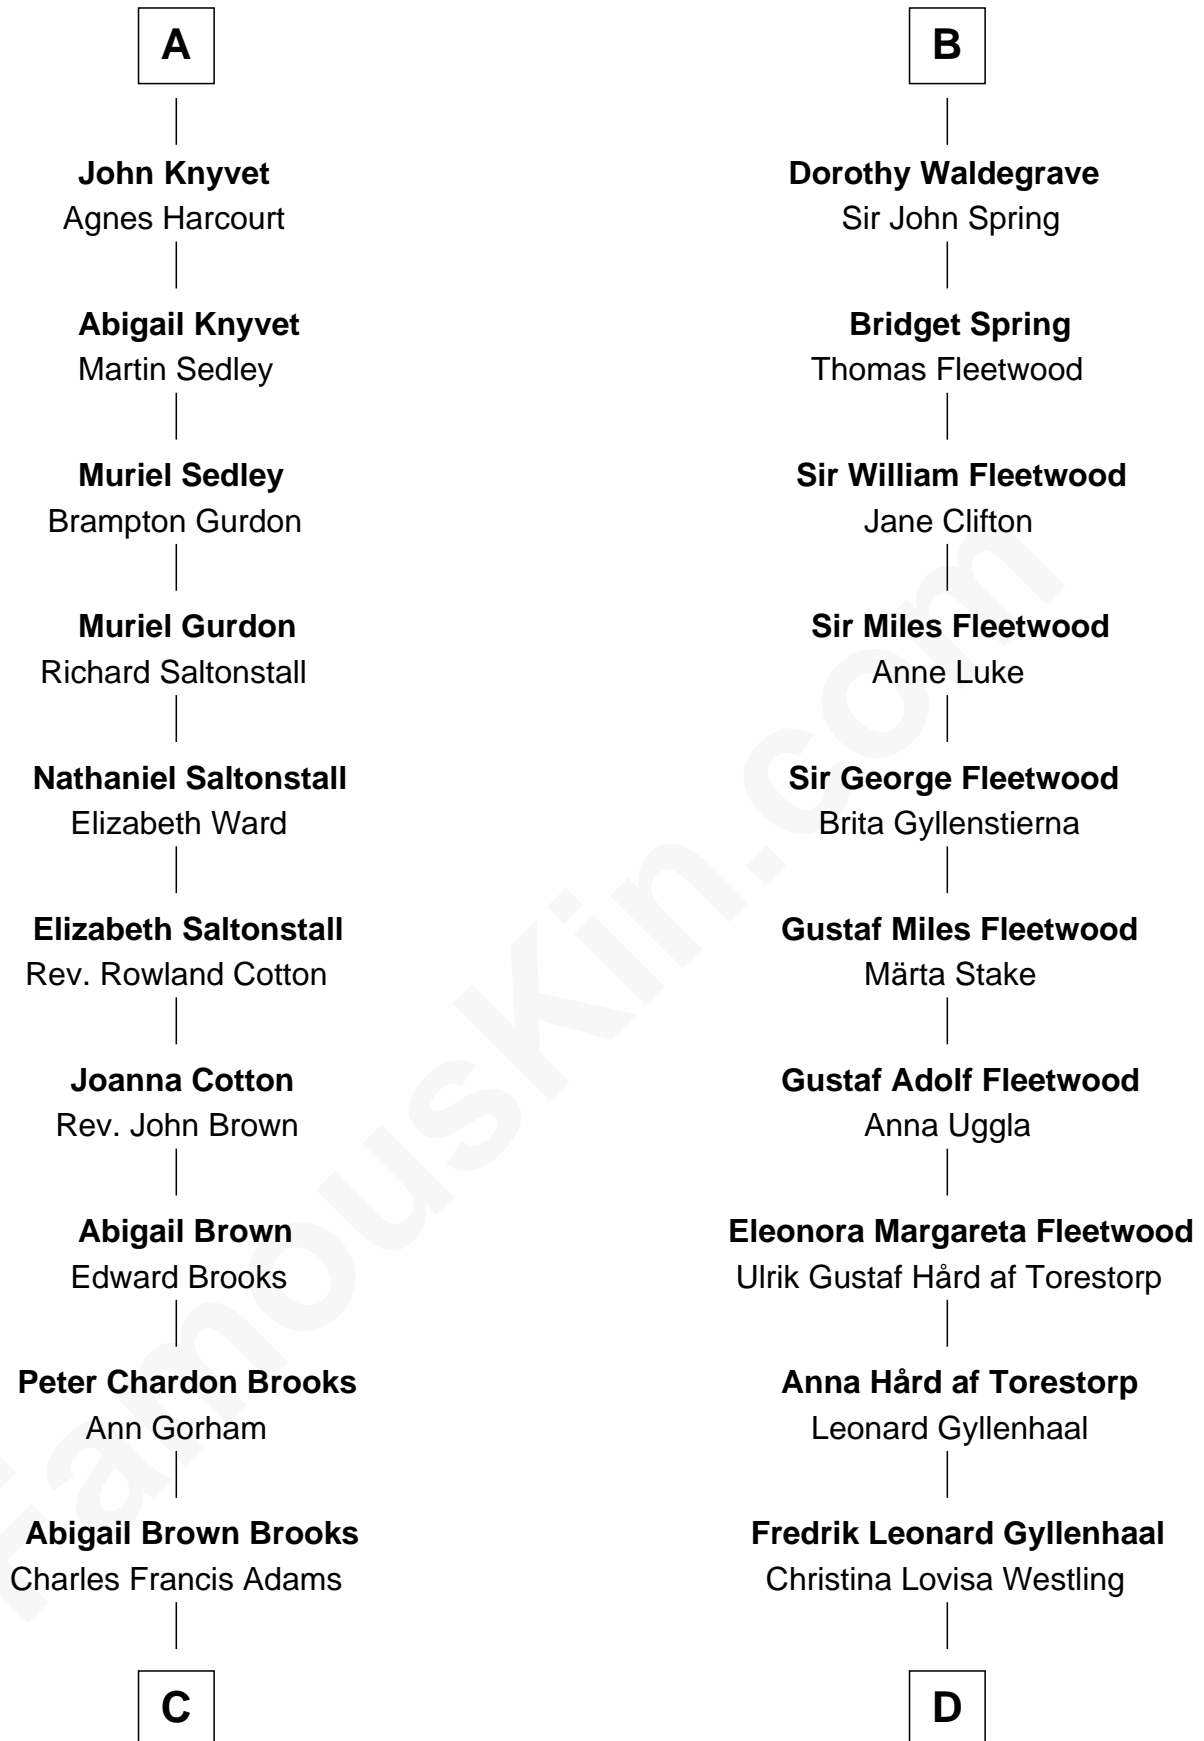 A
John Knyvet
Agnes Harcourt
Abigail Knyvet
Martin Sedley
Muriel Sedley
Brampton Gurdon
Muriel Gurdon
Richard Saltonstall
Nathaniel Saltonstall
Elizabeth Ward
Elizabeth Saltonstall
Rev. Rowland Cotton
Joanna Cotton
Rev. John Brown
Abigail Brown
Edward Brooks
Peter Chardon Brooks
Ann Gorham
Abigail Brown Brooks
Charles Francis Adams
C
B
Dorothy Waldegrave
Sir John Spring
Bridget Spring
Thomas Fleetwood
Sir William Fleetwood
Jane Clifton
Sir Miles Fleetwood
Anne Luke
Sir George Fleetwood
Brita Gyllenstierna
Gustaf Miles Fleetwood
Märta Stake
Gustaf Adolf Fleetwood
Anna Uggla
Eleonora Margareta Fleetwood
Ulrik Gustaf Hård af Torestorp
Anna Hård af Torestorp
Leonard Gyllenhaal
Fredrik Leonard Gyllenhaal
Christina Lovisa Westling
D
FamousKin.com